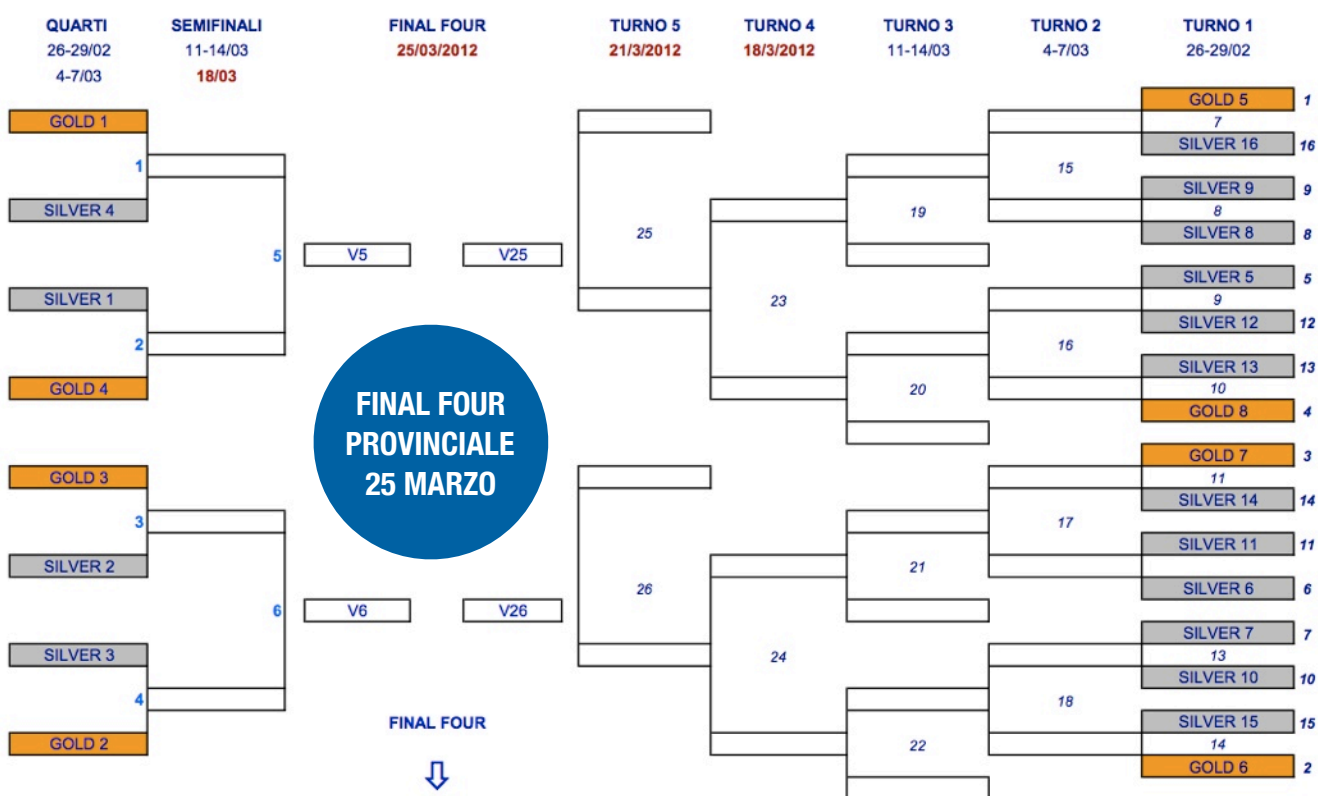 QUARTI SEMIFINALI FINAL FOUR TURNO 5 TURNO 4 TURNO 3 TURNO 2 TURNO 1
26-29/02 11-14/03 25/03/2012 21/3/2012 18/3/2012 11-14/03 4-7/03 26-29/02
4-7/03 18/03
GOLD 5 1
GOLD 1 7
SILVER 16 16
1 15
SILVER 9 9
SILVER 4 19 8
SILVER 8 8
25
5 V5 V25
SILVER 5 5
SILVER 1 23 9
SILVER 12 12
2 16
SILVER 13 13
GOLD 4 20 10
GOLD 8 4
FINAL FOUR
PROVINCIALE
25 MARZO
GOLD 7 3
GOLD 3 11
SILVER 14 14
3 17
SILVER 11 11
SILVER 2 21
SILVER 6 6
26
6 V6 V26
SILVER 7 7
SILVER 3 24 13
SILVER 10 10
4 18
FINAL FOUR SILVER 15 15
GOLD 2 22 14
GOLD 6 2